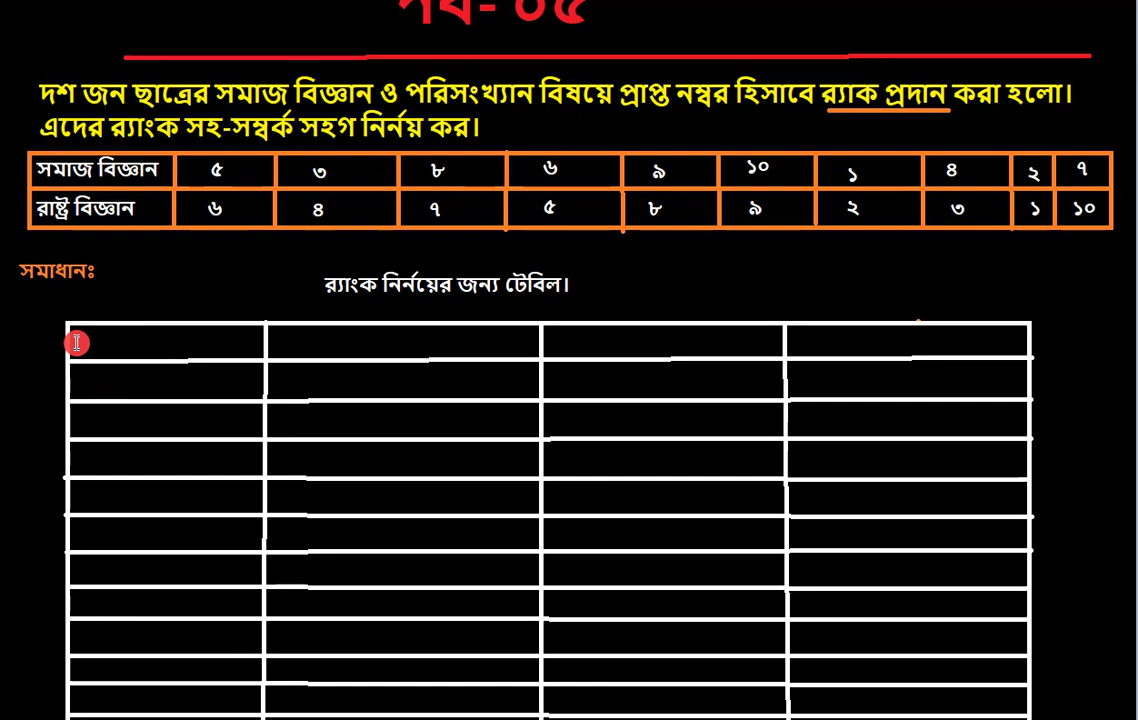 পর্ব- ০৫
দশ জন ছাত্রের সমাজ বিজ্ঞান ও পরিসংখ্যান বিষয়ে প্রাপ্ত নম্বর হিসাবে র‍্যাক প্রদান করা হলো।
এদের র‍্যাংক সহ-সম্বর্ক সহগ নির্নয় কর।
সমাজ বিজ্ঞান ৫ ৩ ৮ ৬ ৯ ১০ ১ ৪ ২ ৭
রাষ্ট্র বিজ্ঞান ৬ ৪ ৭ ৫ ৮ ৯ ২ ৩ ১ ১০
সমাধানঃ
র‍্যাংক নির্নয়ের জন্য টেবিল।